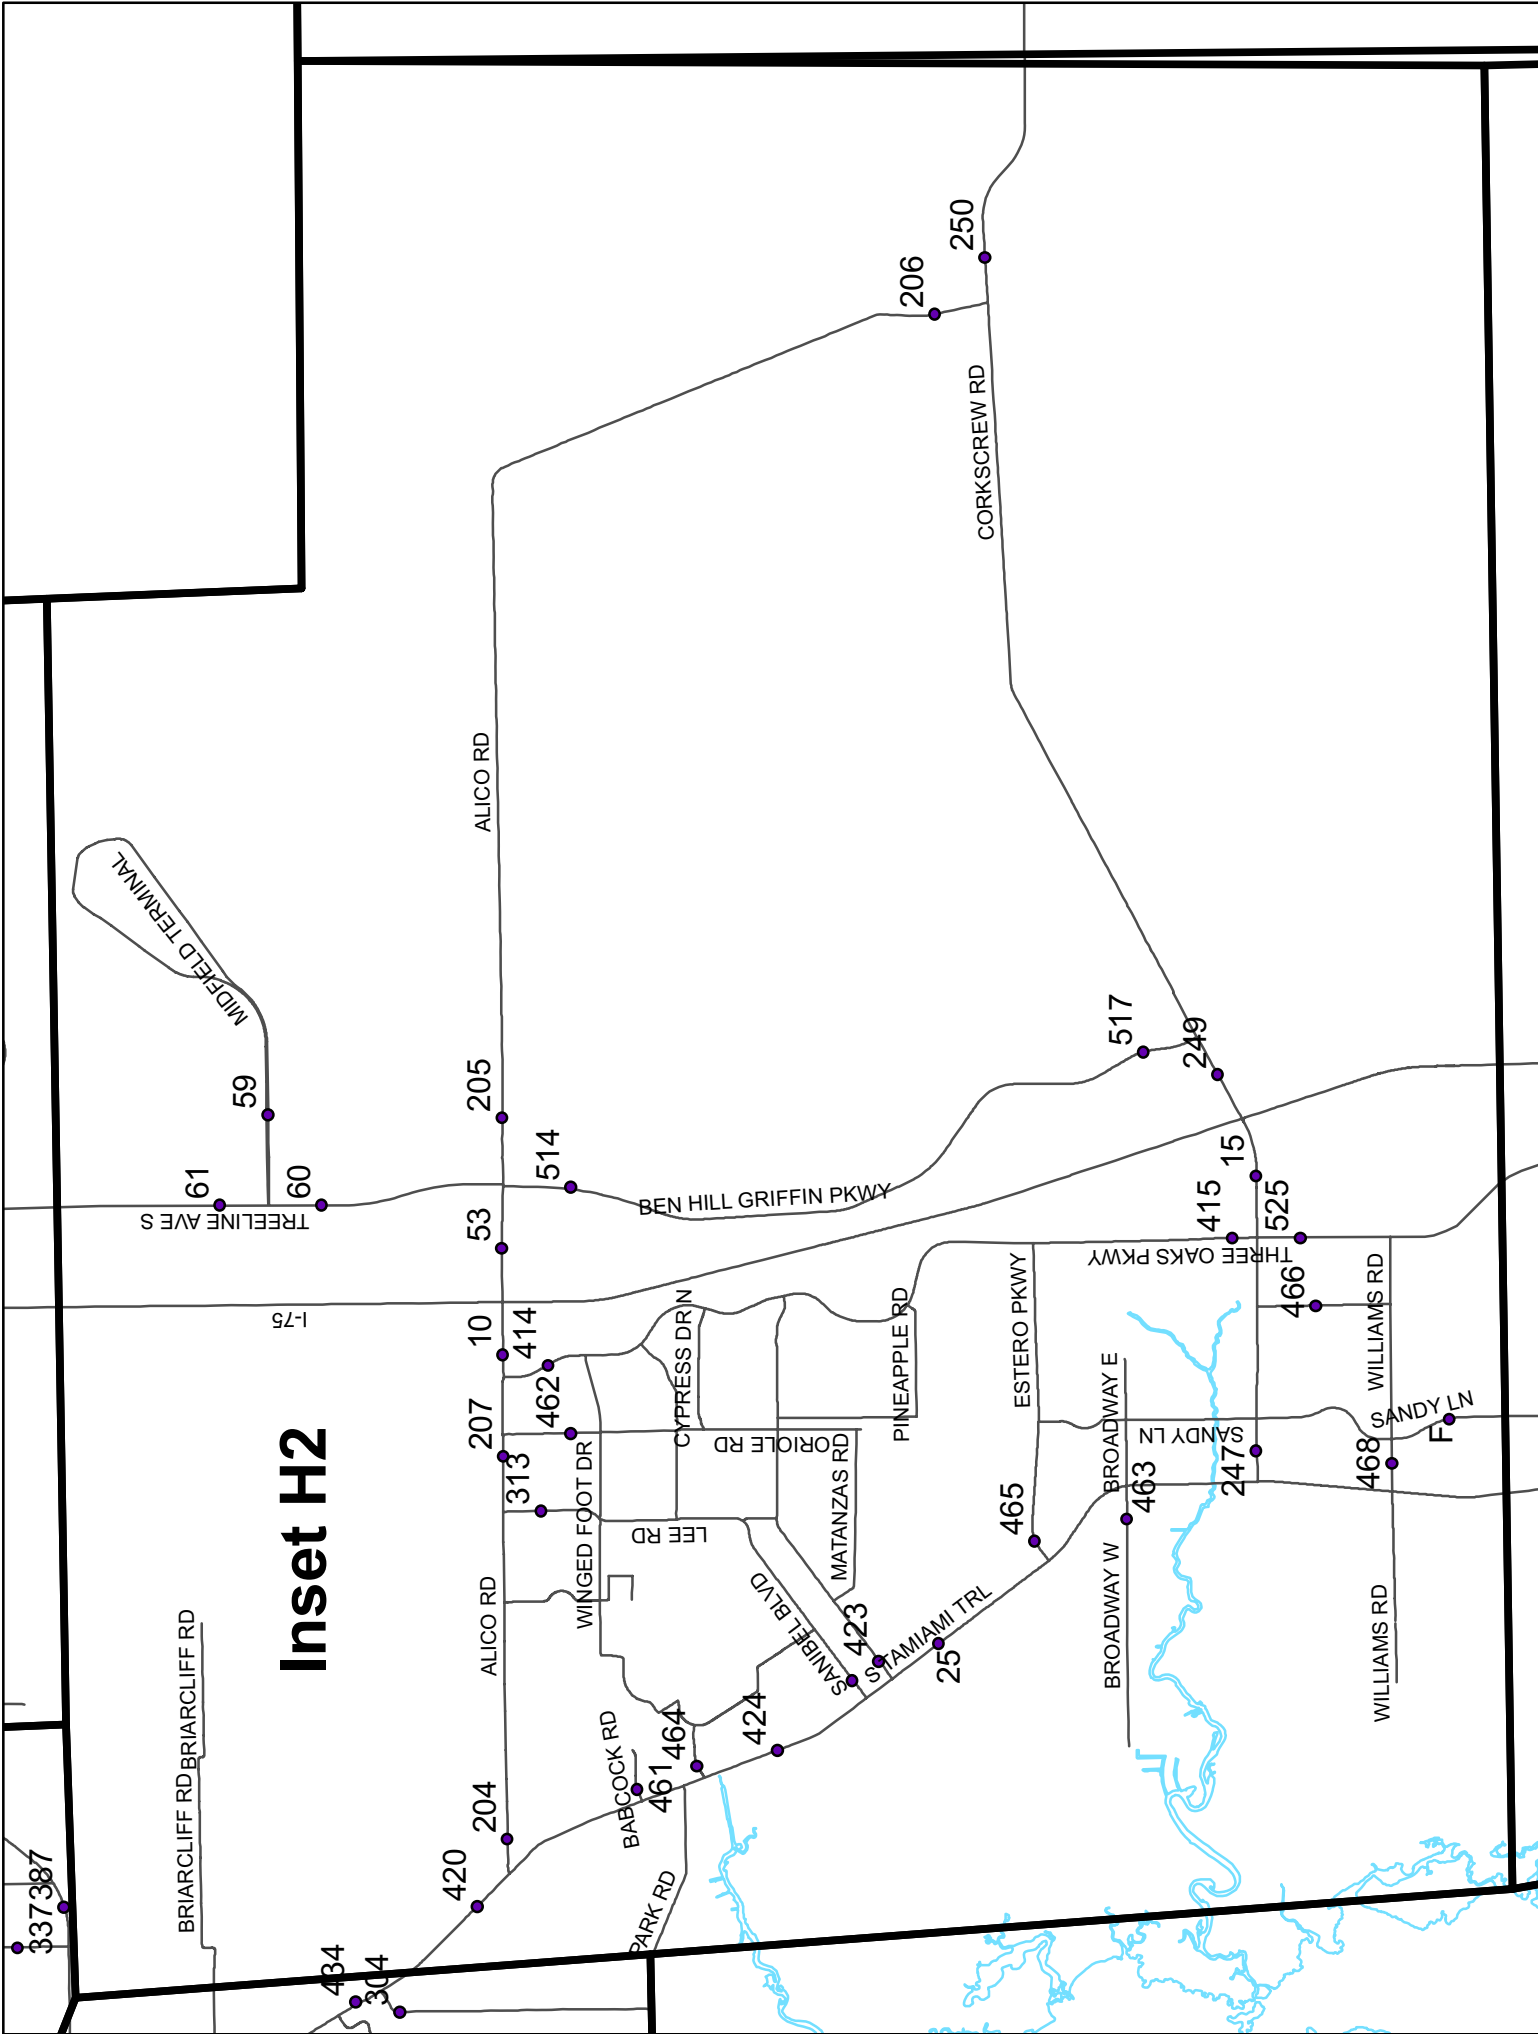 Inset H2
337
387
434
304
420
204
BRIARCLIFF RD
BRIARCLIFF RD
ALICO RD
313
207
462
10
414
I-75
53
514
205
TREELINE AVE S
61
60
59
MIDFIELD TERMINAL
ALICO RD
206
250
CORKSCREW RD
BABCOCK RD
PARK RD
461
464
424
WINGED FOOT DR
LEE RD
CYPRESS DR N
ORIOLE RD
SANIBEL BLVD
MATANZAS RD
423
S TAMIAMI TRL
25
PINEAPPLE RD
BEN HILL GRIFFIN PKWY
465
ESTERO PKWY
THREE OAKS PKWY
517
249
15
415
525
466
BROADWAY W
463
BROADWAY E
SANDY LN
247
WILLIAMS RD
468
WILLIAMS RD
SANDY LN
F